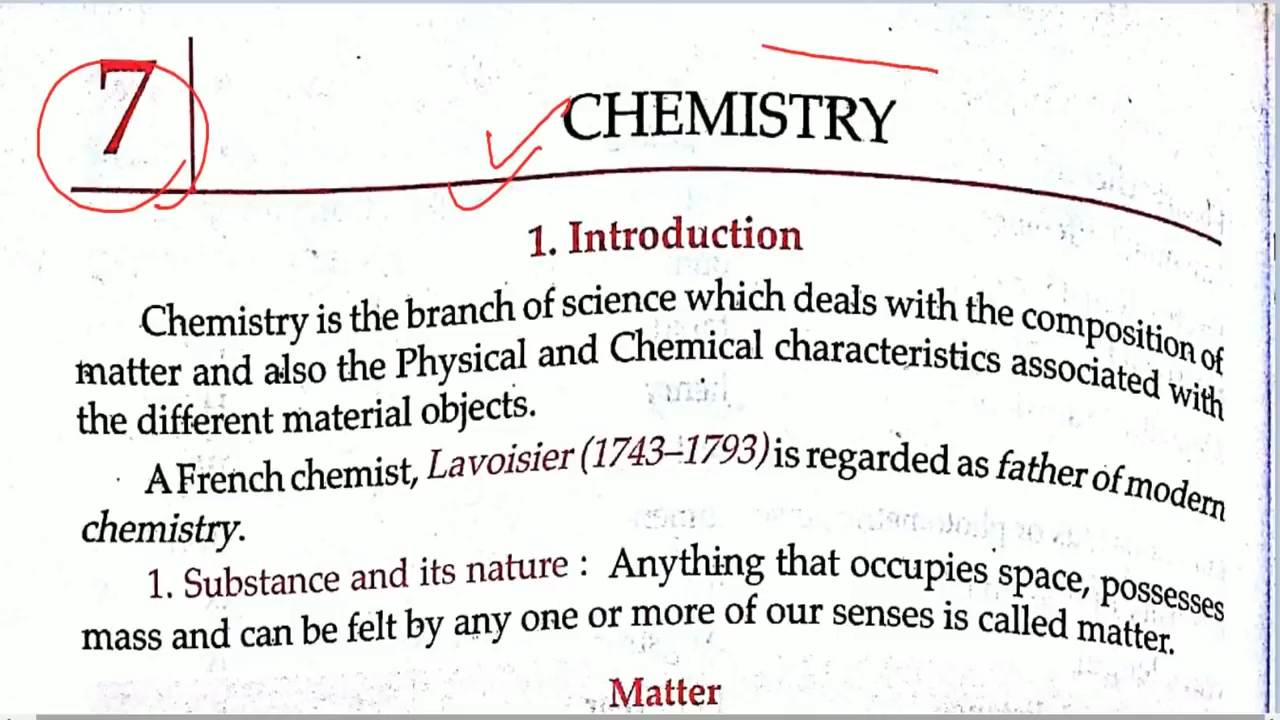 7
CHEMISTRY
1. Introduction
Chemistry is the branch of science which deals with the composition of
matter and also the Physical and Chemical characteristics associated with
the different material objects.
A French chemist, Lavoisier (1743–1793) is regarded as father of modern
chemistry.
1. Substance and its nature : Anything that occupies space, possesses
mass and can be felt by any one or more of our senses is called matter.
Matter